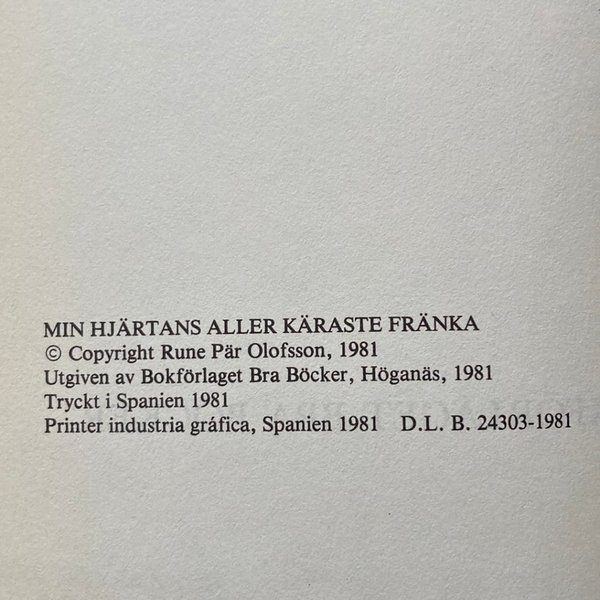 MIN HJÄRTANS ALLER KÄRASTE FRÄNKA
© Copyright Rune Pär Olofsson, 1981
Utgiven av Bokförlaget Bra Böcker, Höganäs, 1981
Tryckt i Spanien 1981
Printer industria gráfica, Spanien 1981 D.L. B. 24303-1981